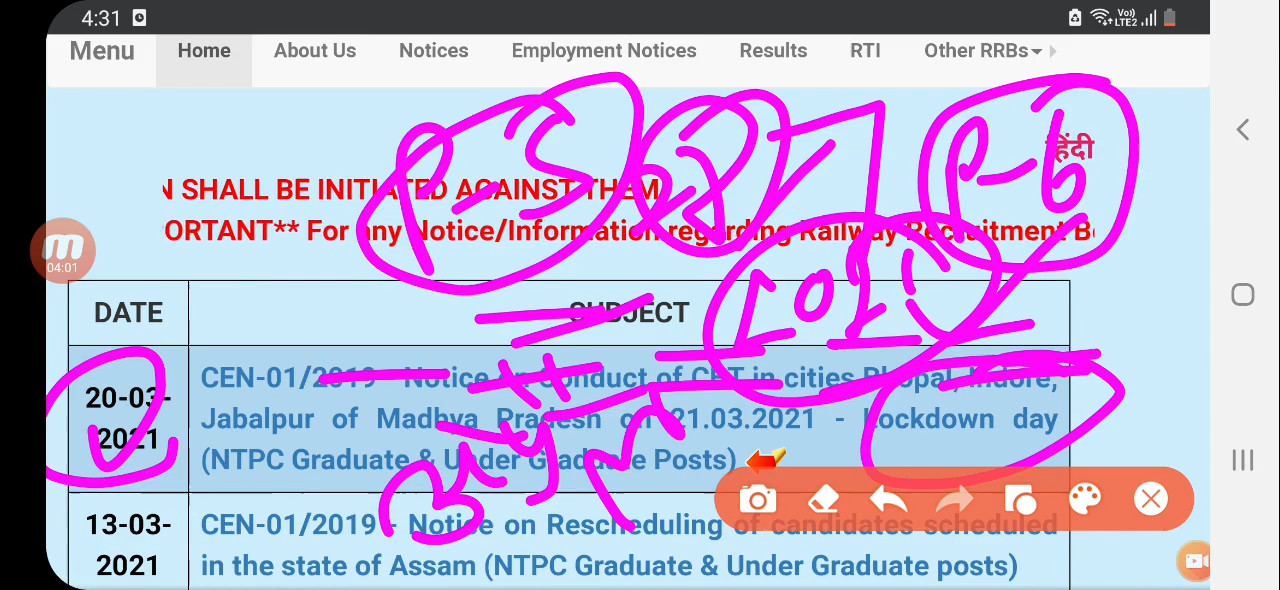 4:31 Vo)) LTE2
Menu Home About Us Notices Employment Notices Results RTI Other RRBs
हिंदी
N SHALL BE INITIATED AGAINST THEM
ORTANT** For any Notice/Information regarding Railway Recruitment B
04:01
P-5 P-6
DATE SUBJECT
20-03-2021 CEN-01/2019 - Notice on Conduct of CBT in cities Bhopal, Indore,
Jabalpur of Madhya Pradesh on 21.03.2021 - Lockdown day
(NTPC Graduate & Under Graduate Posts)
13-03-2021 CEN-01/2019 - Notice on Rescheduling of candidates scheduled
in the state of Assam (NTPC Graduate & Under Graduate posts)